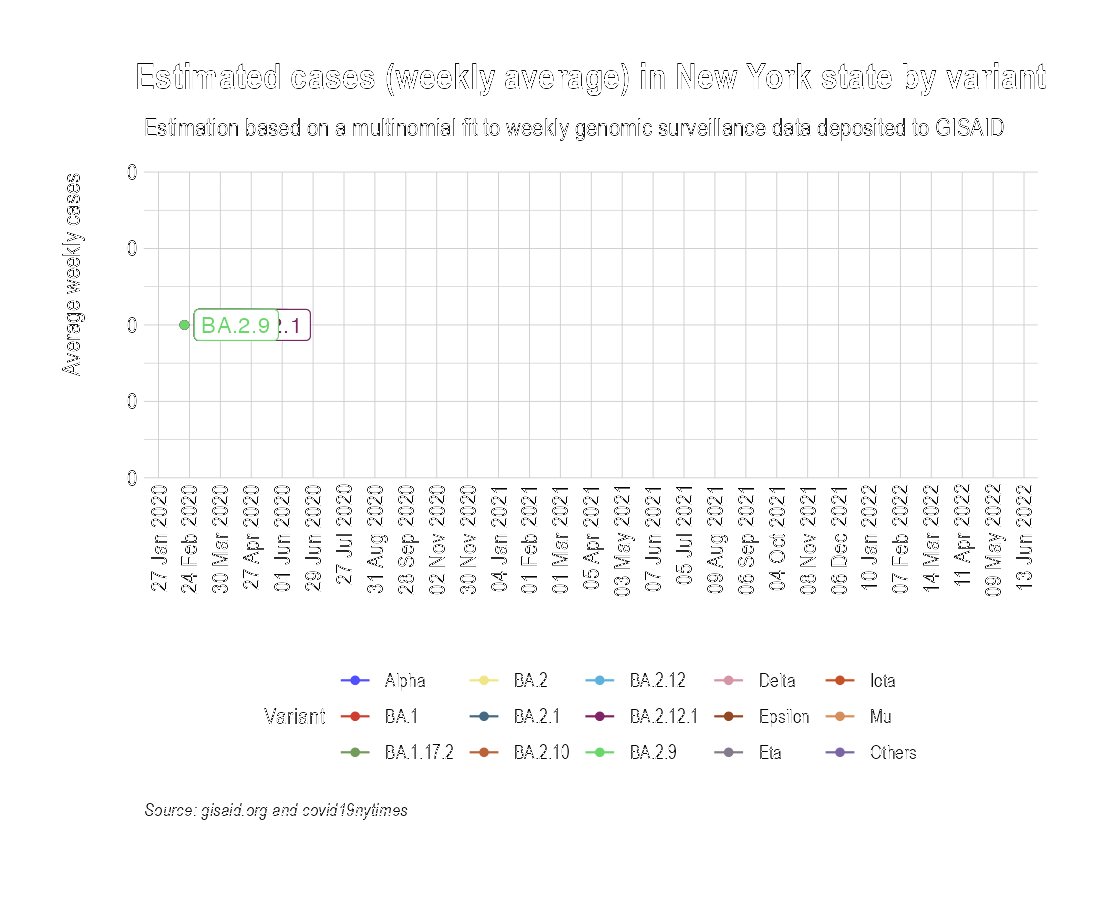 Estimated cases (weekly average) in New York state by variant
Estimation based on a multinomial fit to weekly genomic surveillance data deposited to GISAID
Average weekly cases
0
0
0
0
0
BA.2.9
2.1
27 Jan 2020
24 Feb 2020
30 Mar 2020
27 Apr 2020
01 Jun 2020
29 Jun 2020
27 Jul 2020
31 Aug 2020
28 Sep 2020
02 Nov 2020
30 Nov 2020
04 Jan 2021
01 Feb 2021
01 Mar 2021
05 Apr 2021
03 May 2021
07 Jun 2021
05 Jul 2021
09 Aug 2021
06 Sep 2021
04 Oct 2021
08 Nov 2021
06 Dec 2021
10 Jan 2022
07 Feb 2022
14 Mar 2022
11 Apr 2022
09 May 2022
13 Jun 2022
Variant
Alpha
BA.2
BA.2.12
Delta
Iota
BA.1
BA.2.1
BA.2.12.1
Epsilon
Mu
BA.1.17.2
BA.2.10
BA.2.9
Eta
Others
Source: gisaid.org and covid19nytimes